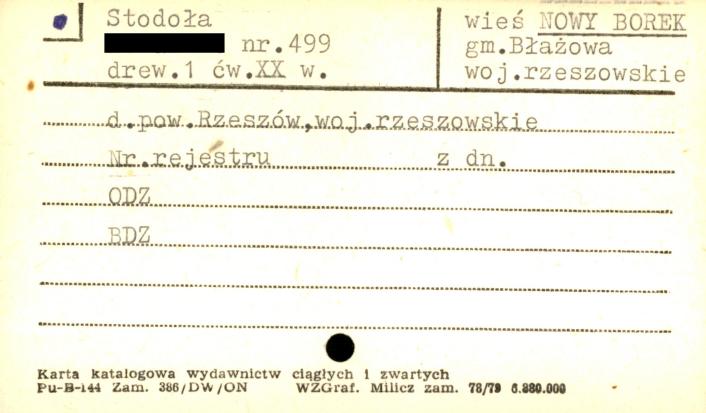 Stodoła
nr.499
drew.1 ćw.XX w.
wieś NOWY BOREK
gm.Błażowa
woj.rzeszowskie
d.pow.Rzeszów,woj.rzeszowskie
Nr.rejestru z dn.
ODZ
BDZ
Karta katalogowa wydawnictw ciągłych i zwartych
Pu-B-144 Zam. 386/DW/ON WZGraf. Milicz zam. 78/79 6.880.000